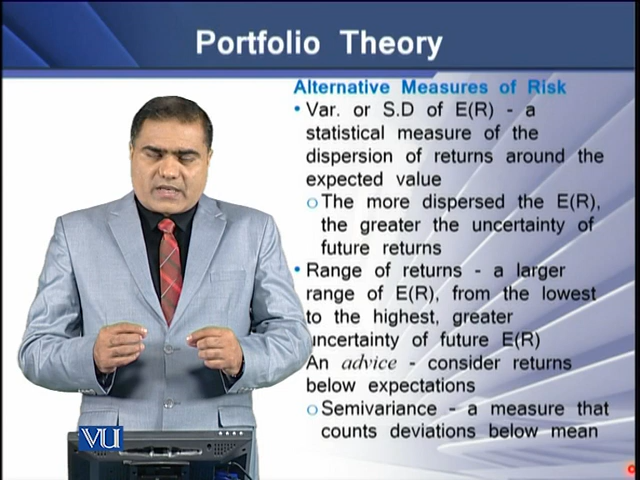 Portfolio Theory
Alternative Measures of Risk
• Var. or S.D of E(R) - a
statistical measure of the
dispersion of returns around the
expected value
o The more dispersed the E(R),
the greater the uncertainty of
future returns
• Range of returns - a larger
range of E(R), from the lowest
to the highest, greater
uncertainty of future E(R)
An advice - consider returns
below expectations
o Semivariance - a measure that
counts deviations below mean
VU